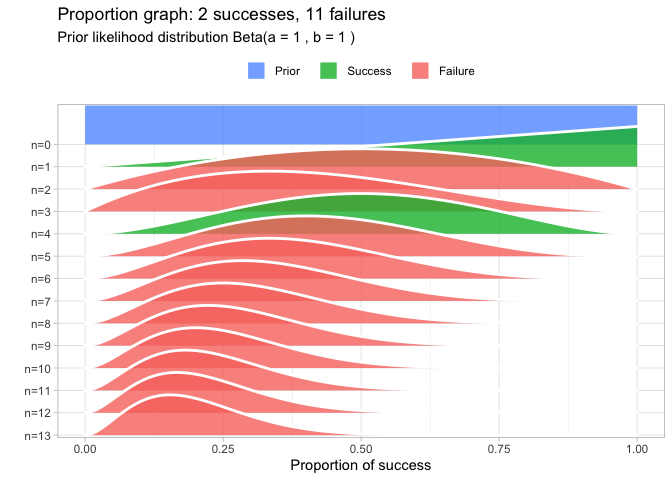 Proportion graph: 2 successes, 11 failures
Prior likelihood distribution Beta(a = 1 , b = 1 )
Prior Success Failure
n=0
n=1
n=2
n=3
n=4
n=5
n=6
n=7
n=8
n=9
n=10
n=11
n=12
n=13
0.00 0.25 0.50 0.75 1.00
Proportion of success